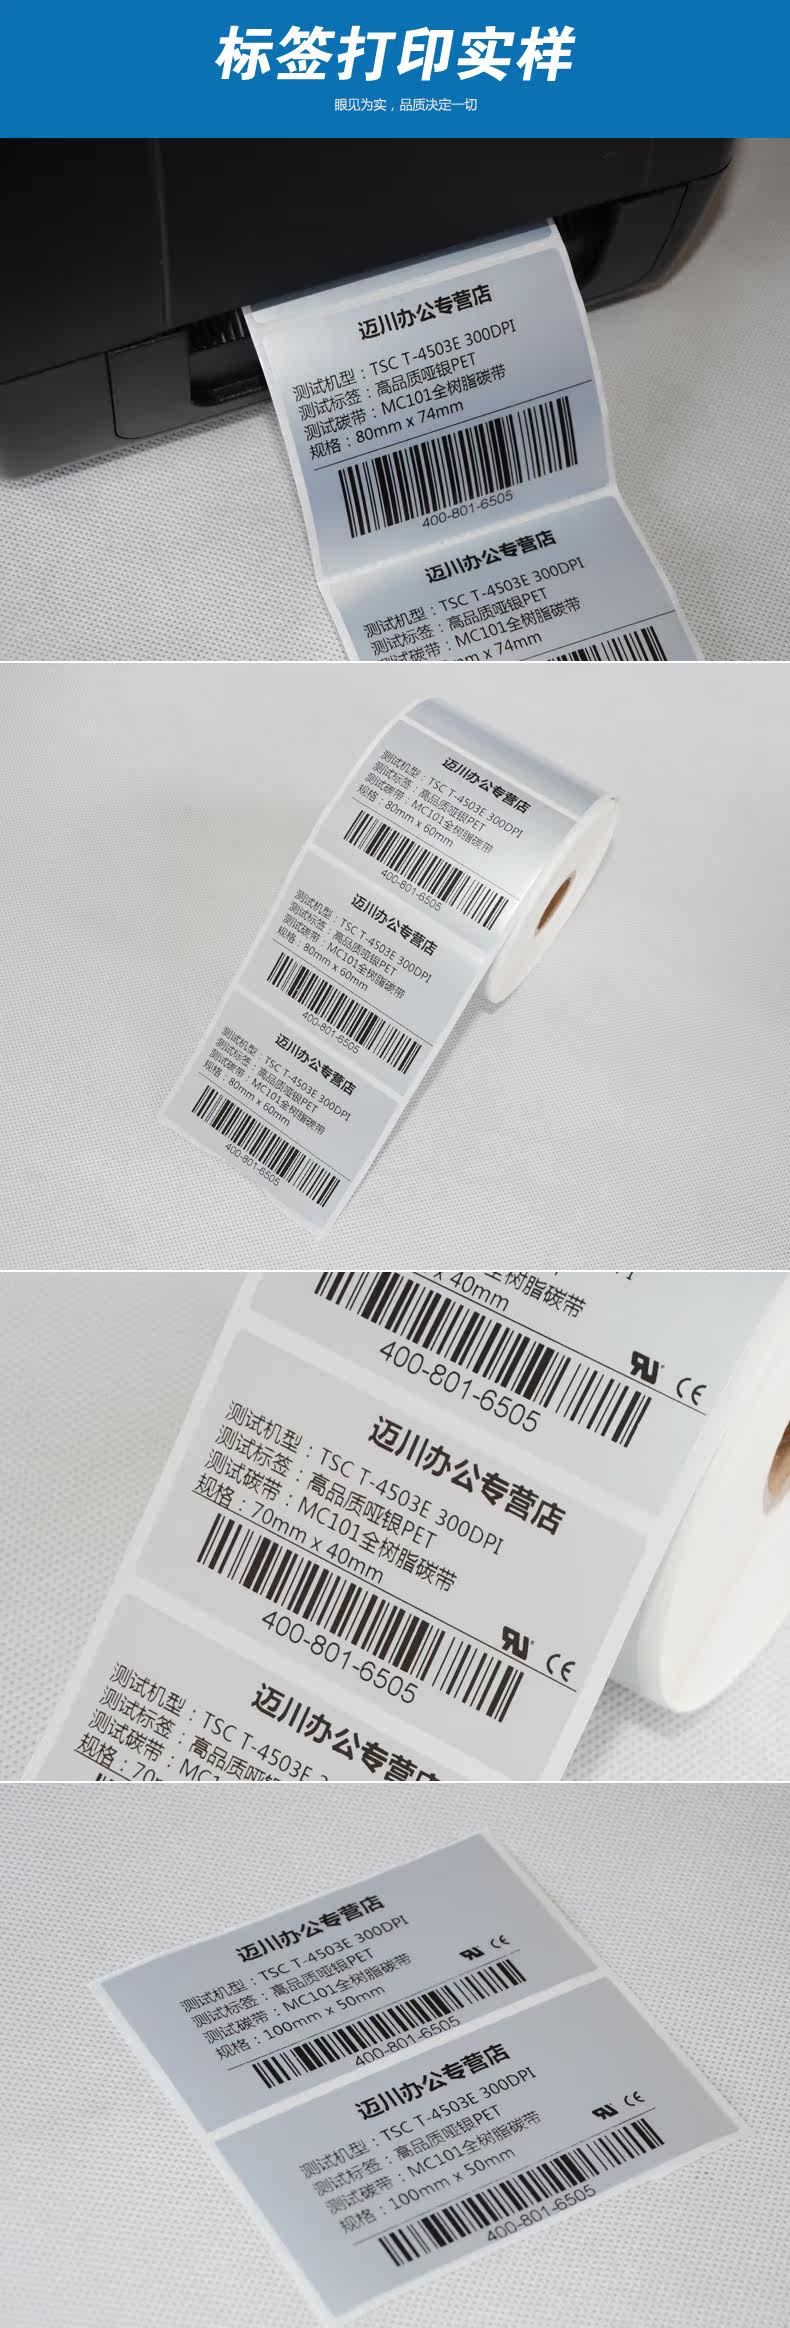 标签打印实样
眼见为实，品质决定一切
迈川办公专营店
测试机型：TSC T-4503E 300DPI
测试标签：高品质哑银PET
测试碳带：MC101全树脂碳带
规格：80mm x 74mm
400-801-6505
迈川办公专营店
测试机型：TSC T-4503E 300DPI
测试标签：高品质哑银PET
测试碳带：MC101全树脂碳带
mm x 74mm
迈川办公专营店
测试机型：TSC T-4503E 300DPI
测试标签：高品质哑银PET
测试碳带：MC101全树脂碳带
规格：80mm x 60mm
400-801-6505
迈川办公专营店
测试机型：TSC T-4503E 300DPI
测试标签：高品质哑银PET
测试碳带：MC101全树脂碳带
规格：80mm x 60mm
400-801-6505
迈川办公专营店
测试机型：TSC T-4503E 300DPI
测试标签：高品质哑银PET
测试碳带：MC101全树脂碳带
规格：80mm x 60mm
400-801-6505
全树脂碳带
x 40mm
CE
400-801-6505
迈川办公专营店
测试机型：TSC T-4503E 300DPI
测试标签：高品质哑银PET
测试碳带：MC101全树脂碳带
规格：70mm x 40mm
CE
400-801-6505
迈川办公专营店
测试机型：TSC T-4503E
测试标签：高品质哑银
测试碳带：MC1
规格：70
迈川办公专营店
测试机型：TSC T-4503E 300DPI
测试标签：高品质哑银PET
测试碳带：MC101全树脂碳带
规格：100mm x 50mm
CE
400-801-6505
迈川办公专营店
测试机型：TSC T-4503E 300DPI
测试标签：高品质哑银PET
测试碳带：MC101全树脂碳带
规格：100mm x 50mm
CE
400-801-6505